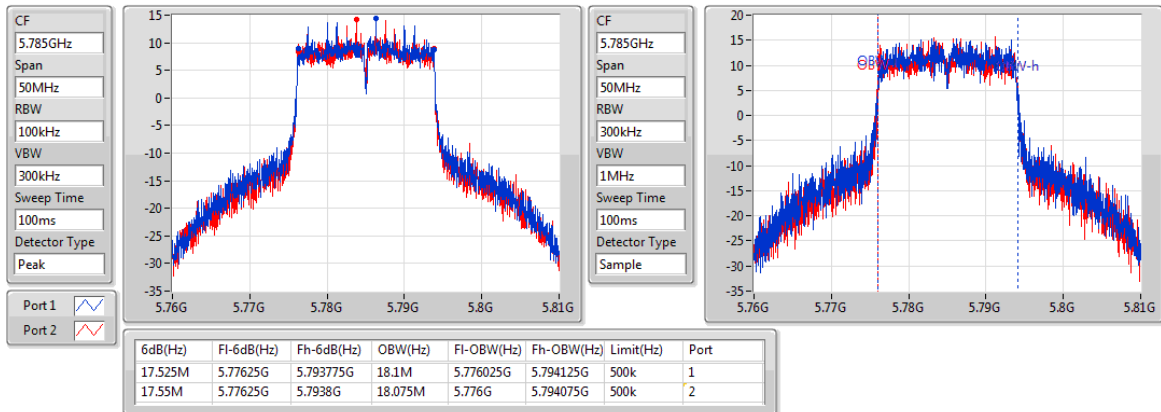 CF
5.785GHz
Span
50MHz
RBW
100kHz
VBW
300kHz
Sweep Time
100ms
Detector Type
Peak
Port 1
Port 2
15
10
5
0
-5
-10
-15
-20
-25
-30
-35
5.76G 5.77G 5.78G 5.79G 5.8G 5.81G
CF
5.785GHz
Span
50MHz
RBW
300kHz
VBW
1MHz
Sweep Time
100ms
Detector Type
Sample
20
15
10
5
0
-5
-10
-15
-20
-25
-30
-35
5.76G 5.77G 5.78G 5.79G 5.8G 5.81G
6dB(Hz) Fl-6dB(Hz) Fh-6dB(Hz) OBW(Hz) Fl-OBW(Hz) Fh-OBW(Hz) Limit(Hz) Port
17.525M 5.77625G 5.793775G 18.1M 5.776025G 5.794125G 500k 1
17.55M 5.77625G 5.7938G 18.075M 5.776G 5.794075G 500k 2